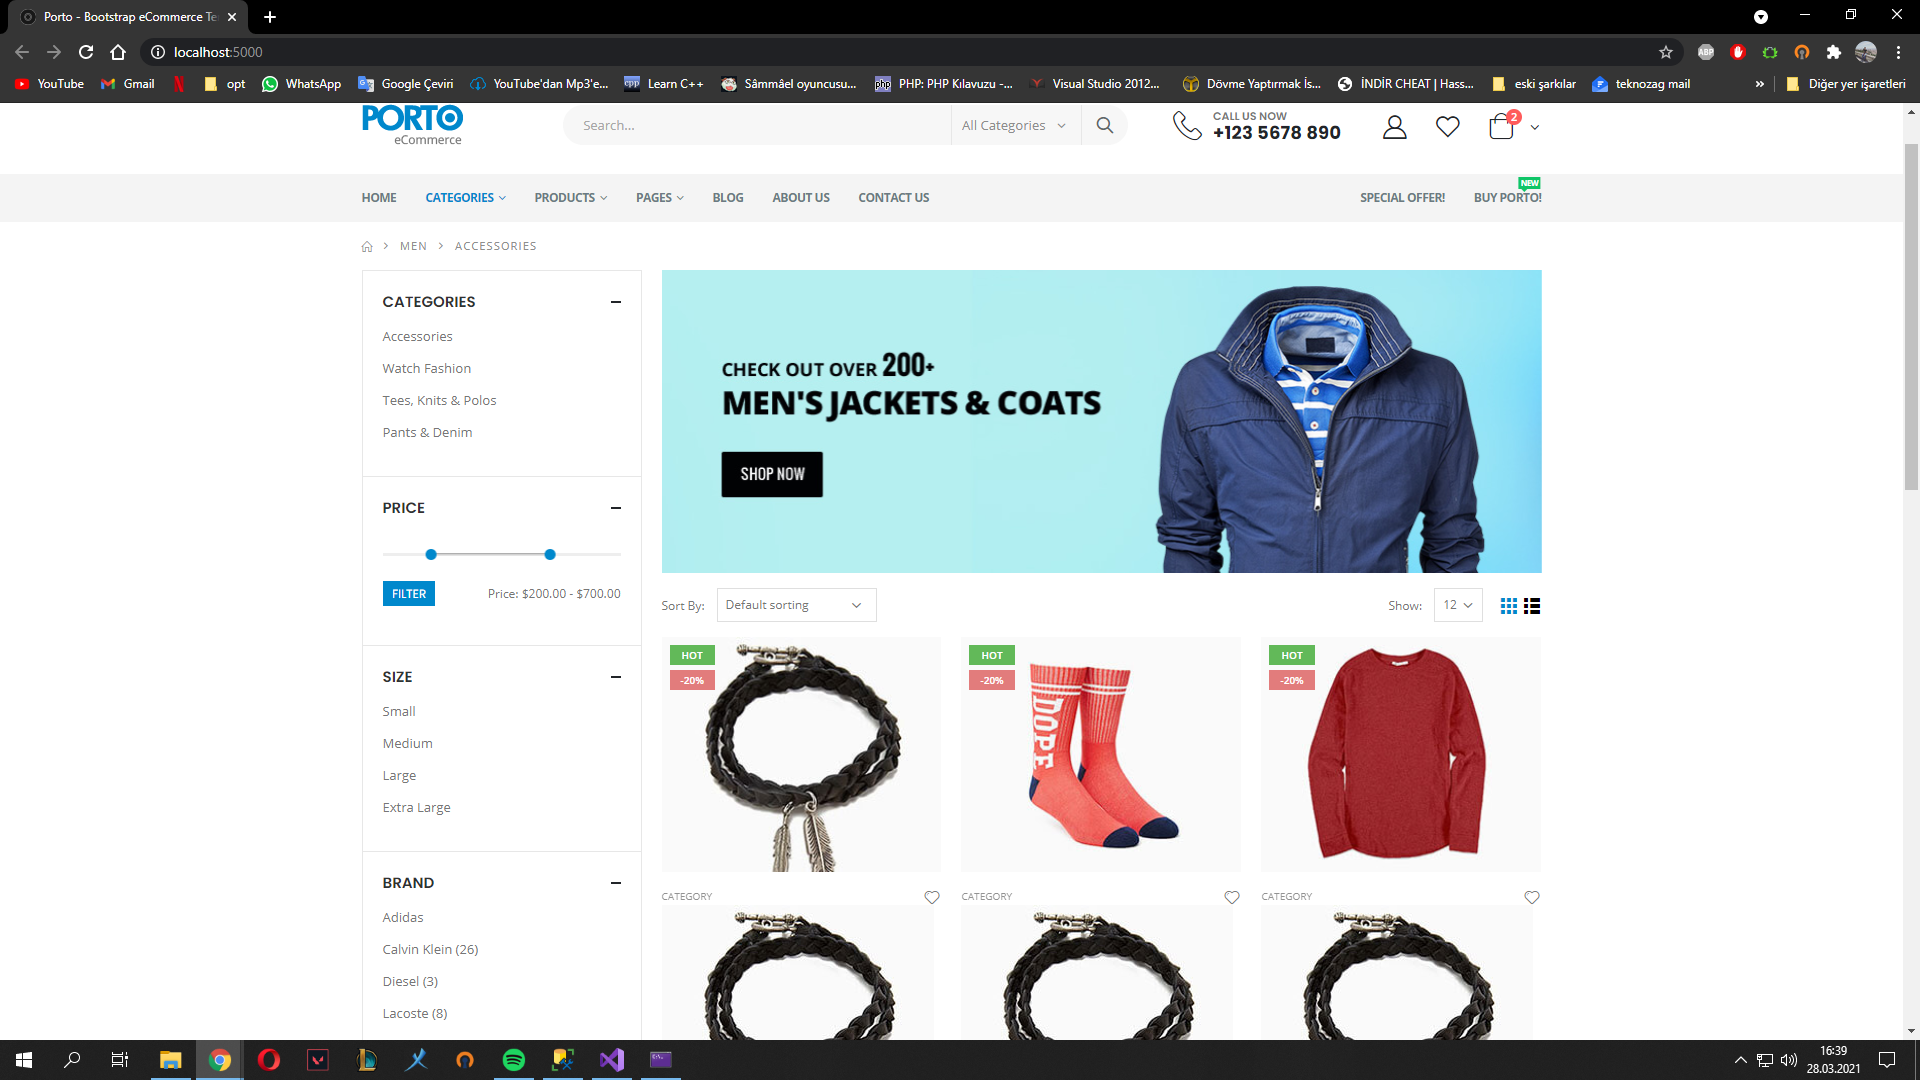 Porto - Bootstrap eCommerce Te
localhost:5000
ABP
YouTube
Gmail
opt
WhatsApp
Google Çeviri
YouTube'dan Mp3'e...
Learn C++
Sâmmâel oyuncusu...
php
PHP: PHP Kılavuzu -...
Visual Studio 2012...
Dövme Yaptırmak İs...
İNDİR CHEAT | Hass...
eski şarkılar
teknozag mail
»
Diğer yer işaretleri
PORTO
eCommerce
Search...
All Categories
CALL US NOW
+123 5678 890
2
HOME
CATEGORIES
PRODUCTS
PAGES
BLOG
ABOUT US
CONTACT US
SPECIAL OFFER!
BUY PORTO!
NEW
MEN
ACCESSORIES
CATEGORIES
Accessories
Watch Fashion
Tees, Knits & Polos
Pants & Denim
PRICE
FILTER
Price: $200.00 - $700.00
SIZE
Small
Medium
Large
Extra Large
BRAND
Adidas
Calvin Klein (26)
Diesel (3)
Lacoste (8)
CHECK OUT OVER 200+
MEN'S JACKETS & COATS
SHOP NOW
Sort By:
Default sorting
Show:
12
HOT
-20%
HOT
-20%
DOPE
HOT
-20%
CATEGORY
CATEGORY
CATEGORY
16:39
28.03.2021